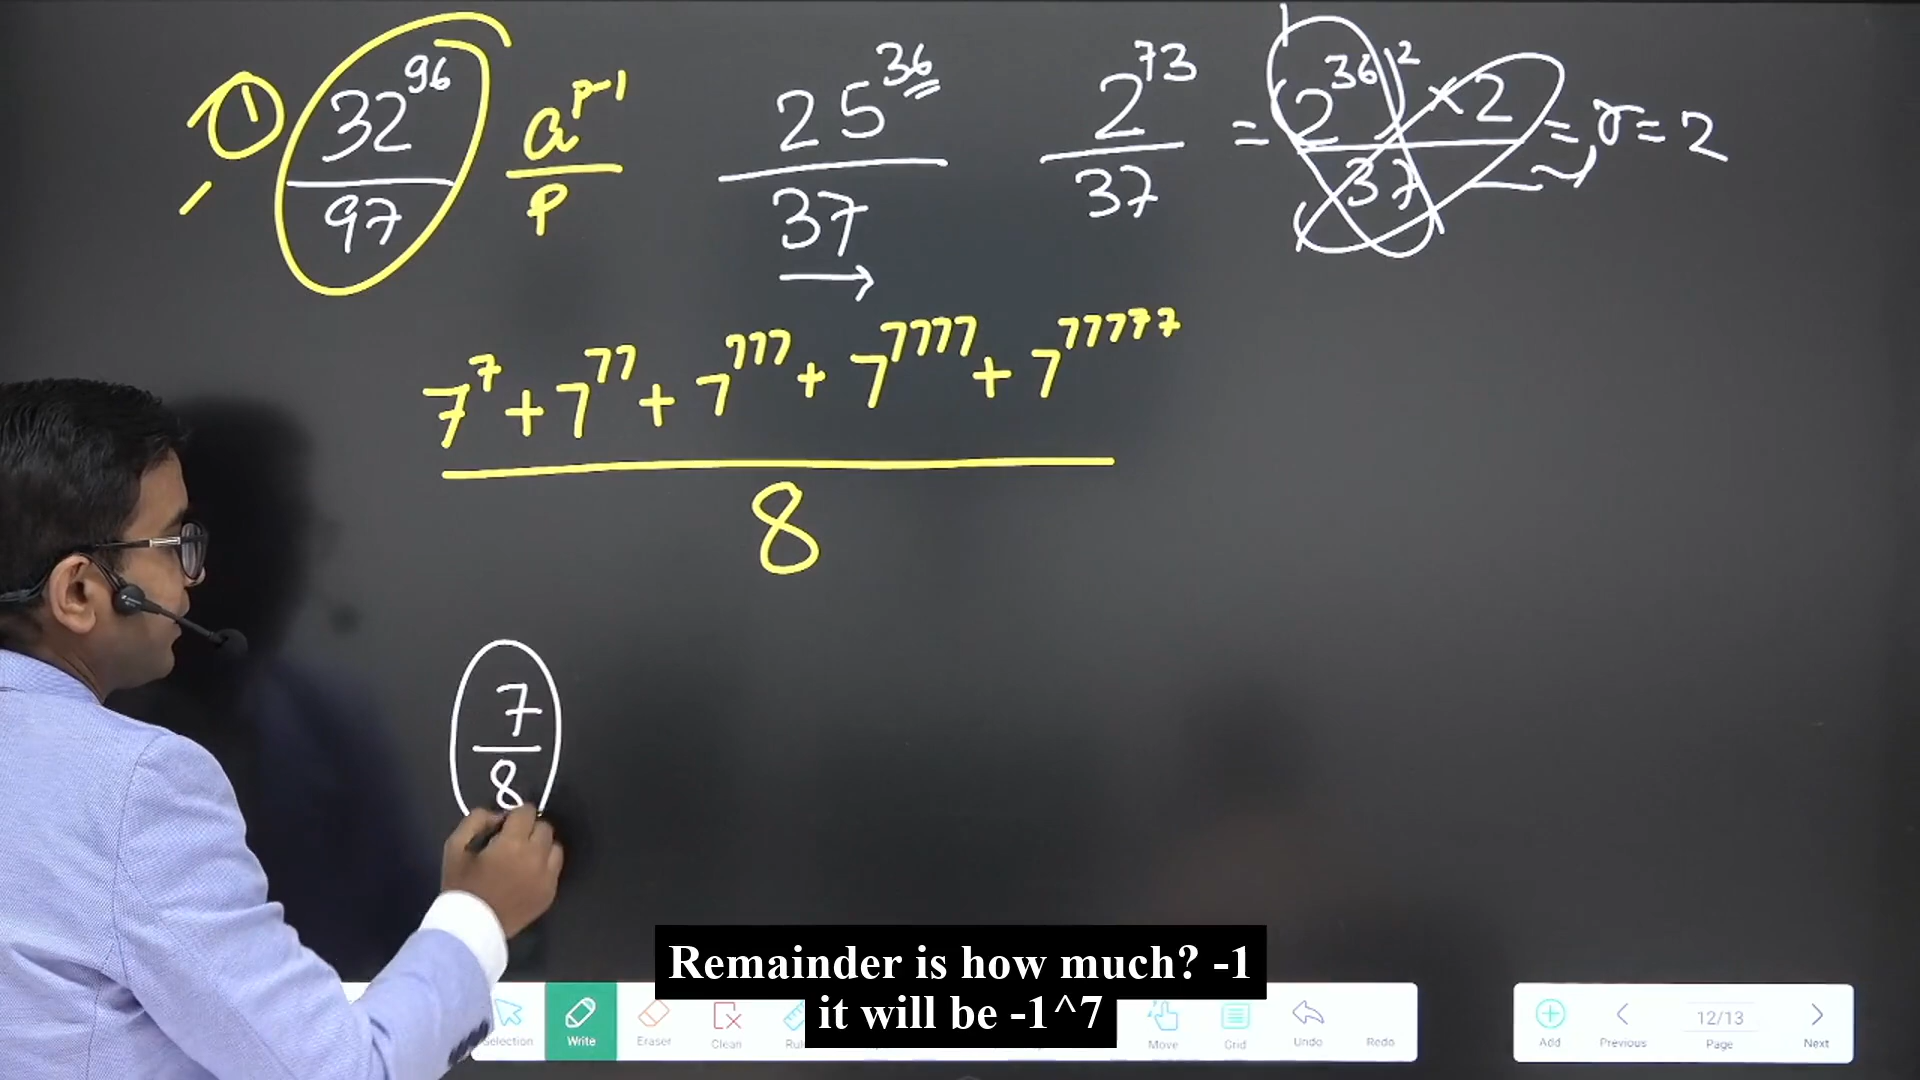 ① 32^96 / 97
a^p-1 / p
25^36 / 37
2^73 / 37 = (2^36)^2 × 2 / 37 = r = 2
7^7 + 7^77 + 7^777 + 7^7777 + 7^77777
8
7
8
Remainder is how much? -1
it will be -1^7
Selection Write Eraser Clean Move Grid Undo Redo
Add Previous 12/13 Page Next